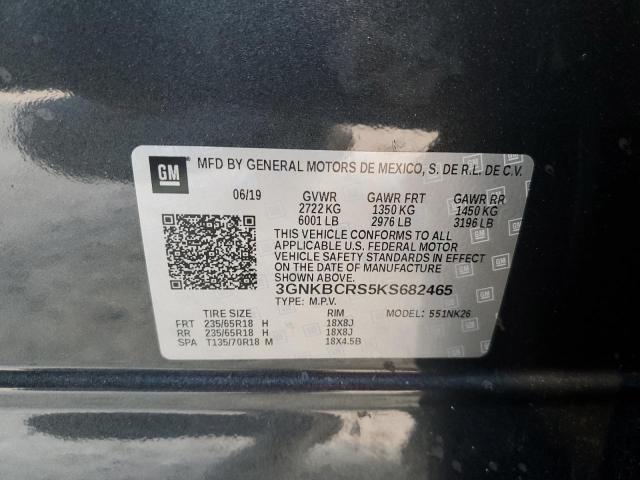 GM
MFD BY GENERAL MOTORS DE MEXICO, S. DE R.L. DE C.V.
06/19 GVWR GAWR FRT GAWR RR
2722 KG 1350 KG 1450 KG
6001 LB 2976 LB 3196 LB
THIS VEHICLE CONFORMS TO ALL
APPLICABLE U.S. FEDERAL MOTOR
VEHICLE SAFETY STANDARDS IN EFFECT
ON THE DATE OF MANUFACTURE
SHOWN ABOVE.
3GNKBCRS5KS682465
TYPE: M.P.V. MODEL: 551NK26
TIRE SIZE RIM
FRT 235/65R18 H 18X8J
RR 235/65R18 H 18X8J
SPA T135/70R18 M 18X4.5B